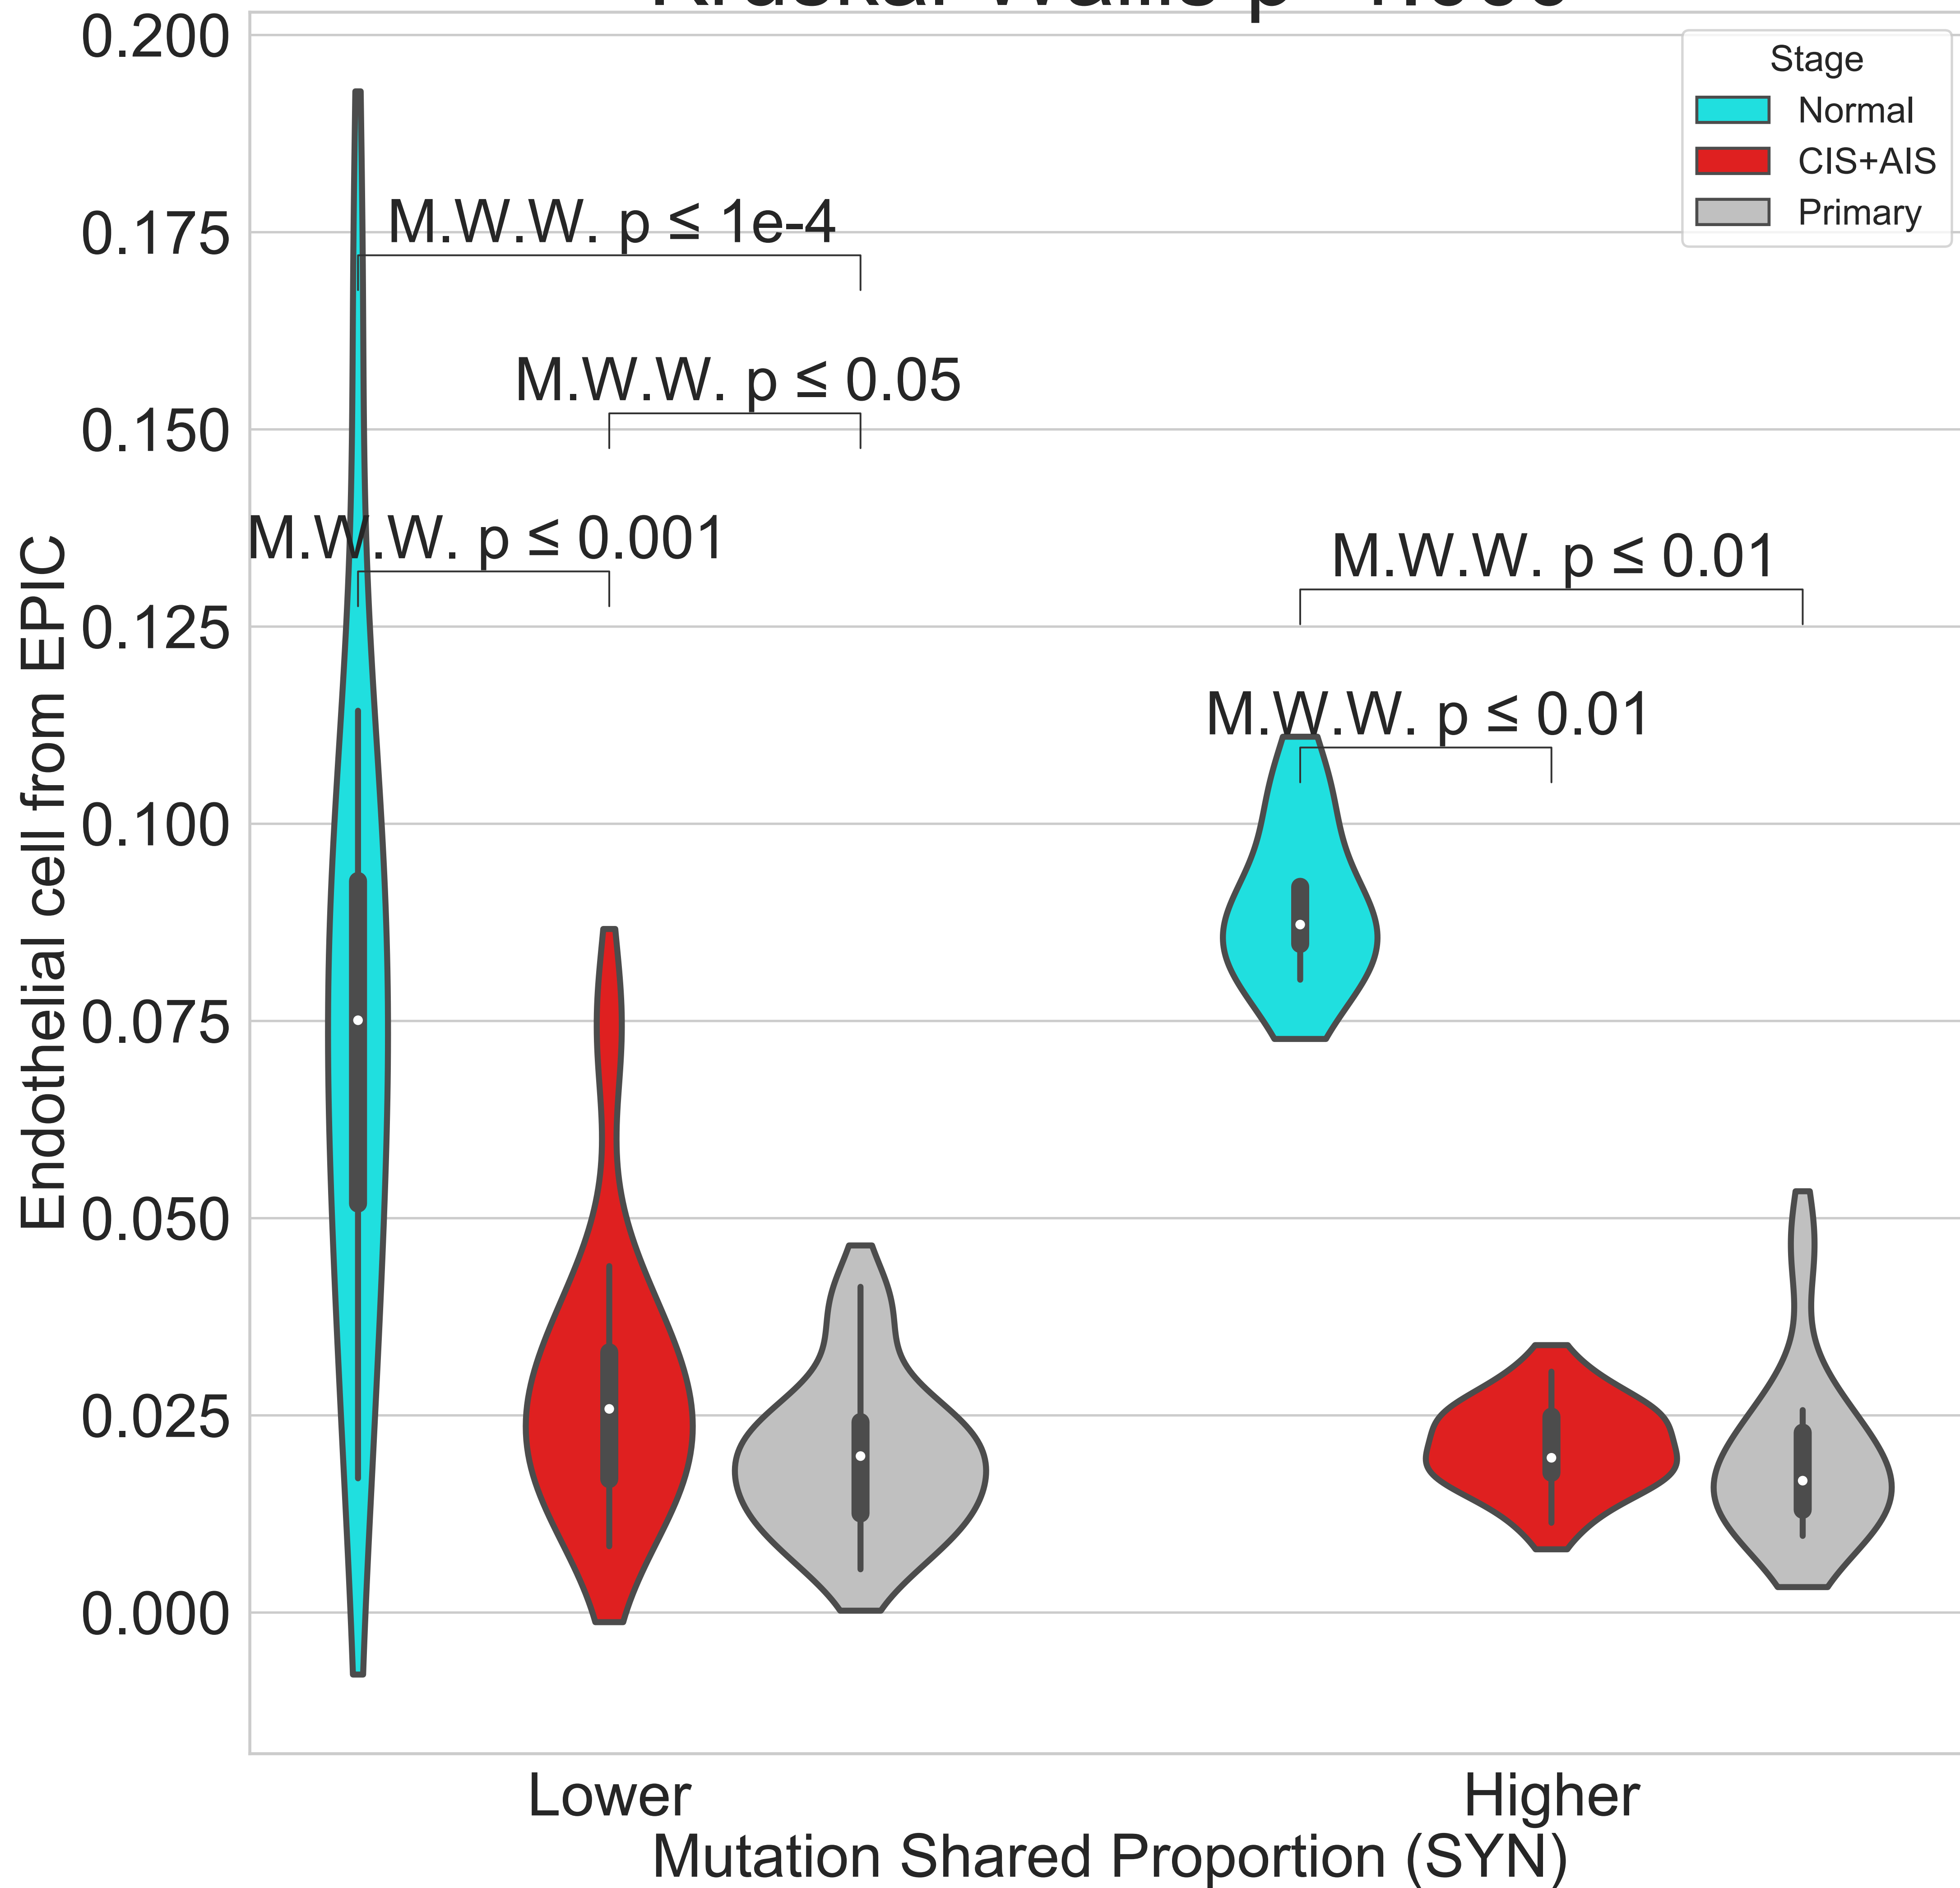 0.200
0.175
0.150
0.125
0.100
0.075
0.050
0.025
0.000
Endothelial cell from EPIC
Stage
Normal
CIS+AIS
Primary
M.W.W. p ≤ 1e-4
M.W.W. p ≤ 0.05
M.W.W. p ≤ 0.001
M.W.W. p ≤ 0.01
M.W.W. p ≤ 0.01
Lower
Higher
Mutation Shared Proportion (SYN)